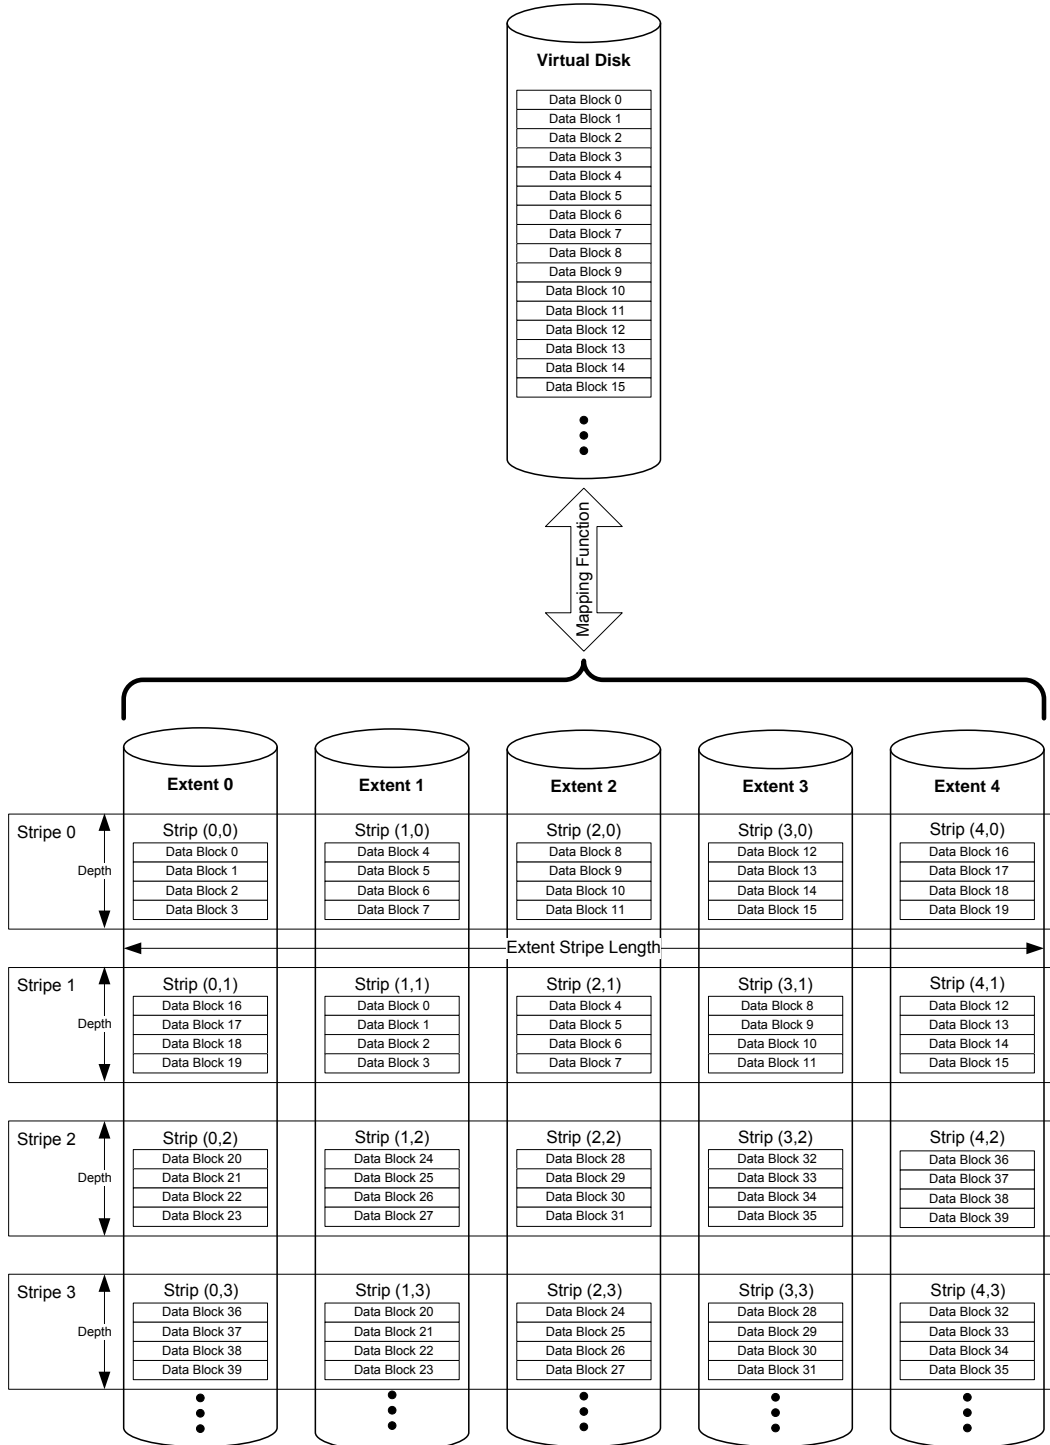 Virtual Disk
Data Block 0
Data Block 1
Data Block 2
Data Block 3
Data Block 4
Data Block 5
Data Block 6
Data Block 7
Data Block 8
Data Block 9
Data Block 10
Data Block 11
Data Block 12
Data Block 13
Data Block 14
Data Block 15
Mapping Function
Extent 0
Extent 1
Extent 2
Extent 3
Extent 4
Stripe 0
Depth
Strip (0,0)
Data Block 0
Data Block 1
Data Block 2
Data Block 3
Strip (1,0)
Data Block 4
Data Block 5
Data Block 6
Data Block 7
Strip (2,0)
Data Block 8
Data Block 9
Data Block 10
Data Block 11
Strip (3,0)
Data Block 12
Data Block 13
Data Block 14
Data Block 15
Strip (4,0)
Data Block 16
Data Block 17
Data Block 18
Data Block 19
Extent Stripe Length
Stripe 1
Depth
Strip (0,1)
Data Block 16
Data Block 17
Data Block 18
Data Block 19
Strip (1,1)
Data Block 0
Data Block 1
Data Block 2
Data Block 3
Strip (2,1)
Data Block 4
Data Block 5
Data Block 6
Data Block 7
Strip (3,1)
Data Block 8
Data Block 9
Data Block 10
Data Block 11
Strip (4,1)
Data Block 12
Data Block 13
Data Block 14
Data Block 15
Stripe 2
Depth
Strip (0,2)
Data Block 20
Data Block 21
Data Block 22
Data Block 23
Strip (1,2)
Data Block 24
Data Block 25
Data Block 26
Data Block 27
Strip (2,2)
Data Block 28
Data Block 29
Data Block 30
Data Block 31
Strip (3,2)
Data Block 32
Data Block 33
Data Block 34
Data Block 35
Strip (4,2)
Data Block 36
Data Block 37
Data Block 38
Data Block 39
Stripe 3
Depth
Strip (0,3)
Data Block 36
Data Block 37
Data Block 38
Data Block 39
Strip (1,3)
Data Block 20
Data Block 21
Data Block 22
Data Block 23
Strip (2,3)
Data Block 24
Data Block 25
Data Block 26
Data Block 27
Strip (3,3)
Data Block 28
Data Block 29
Data Block 30
Data Block 31
Strip (4,3)
Data Block 32
Data Block 33
Data Block 34
Data Block 35